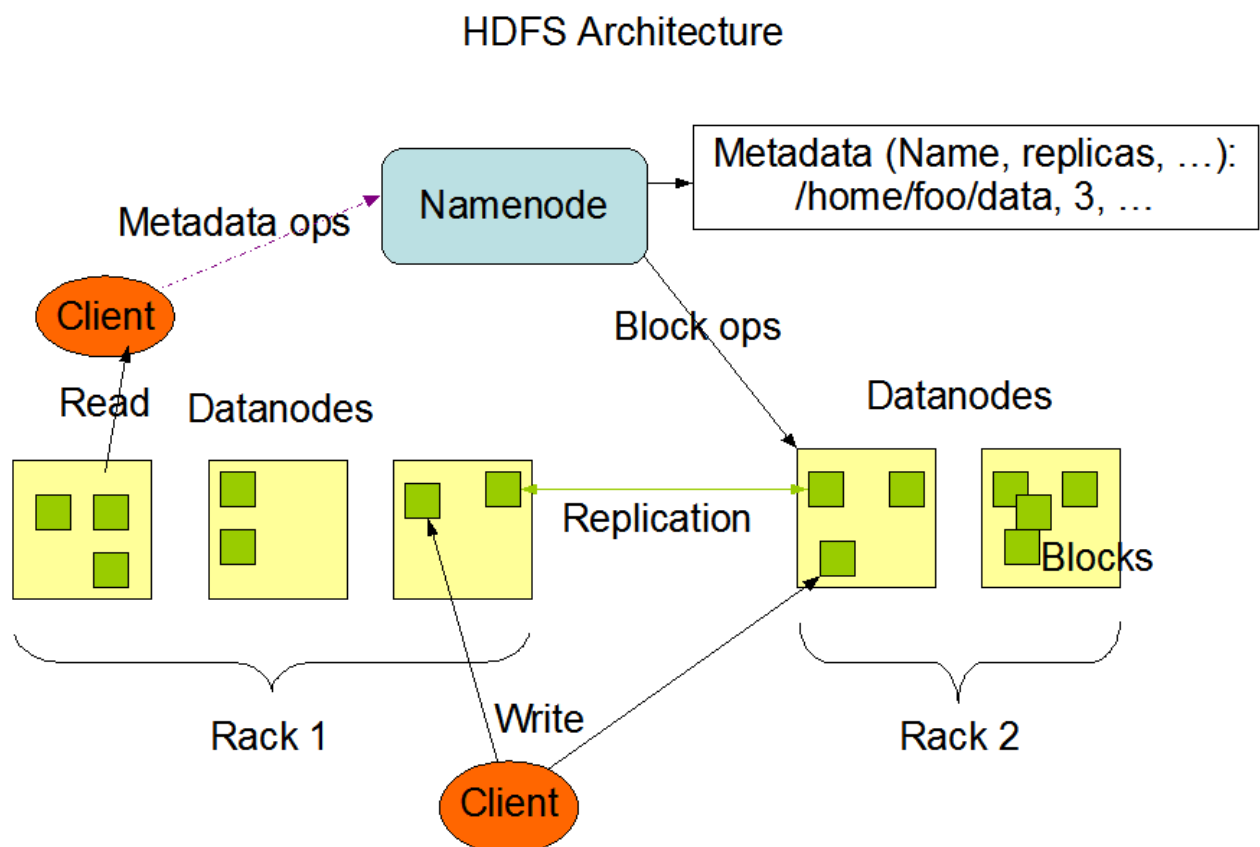 HDFS Architecture
Metadata (Name, replicas, …):
/home/foo/data, 3, …
Namenode
Metadata ops
Client
Block ops
Read
Datanodes
Datanodes
Replication
Blocks
Rack 1
Write
Rack 2
Client